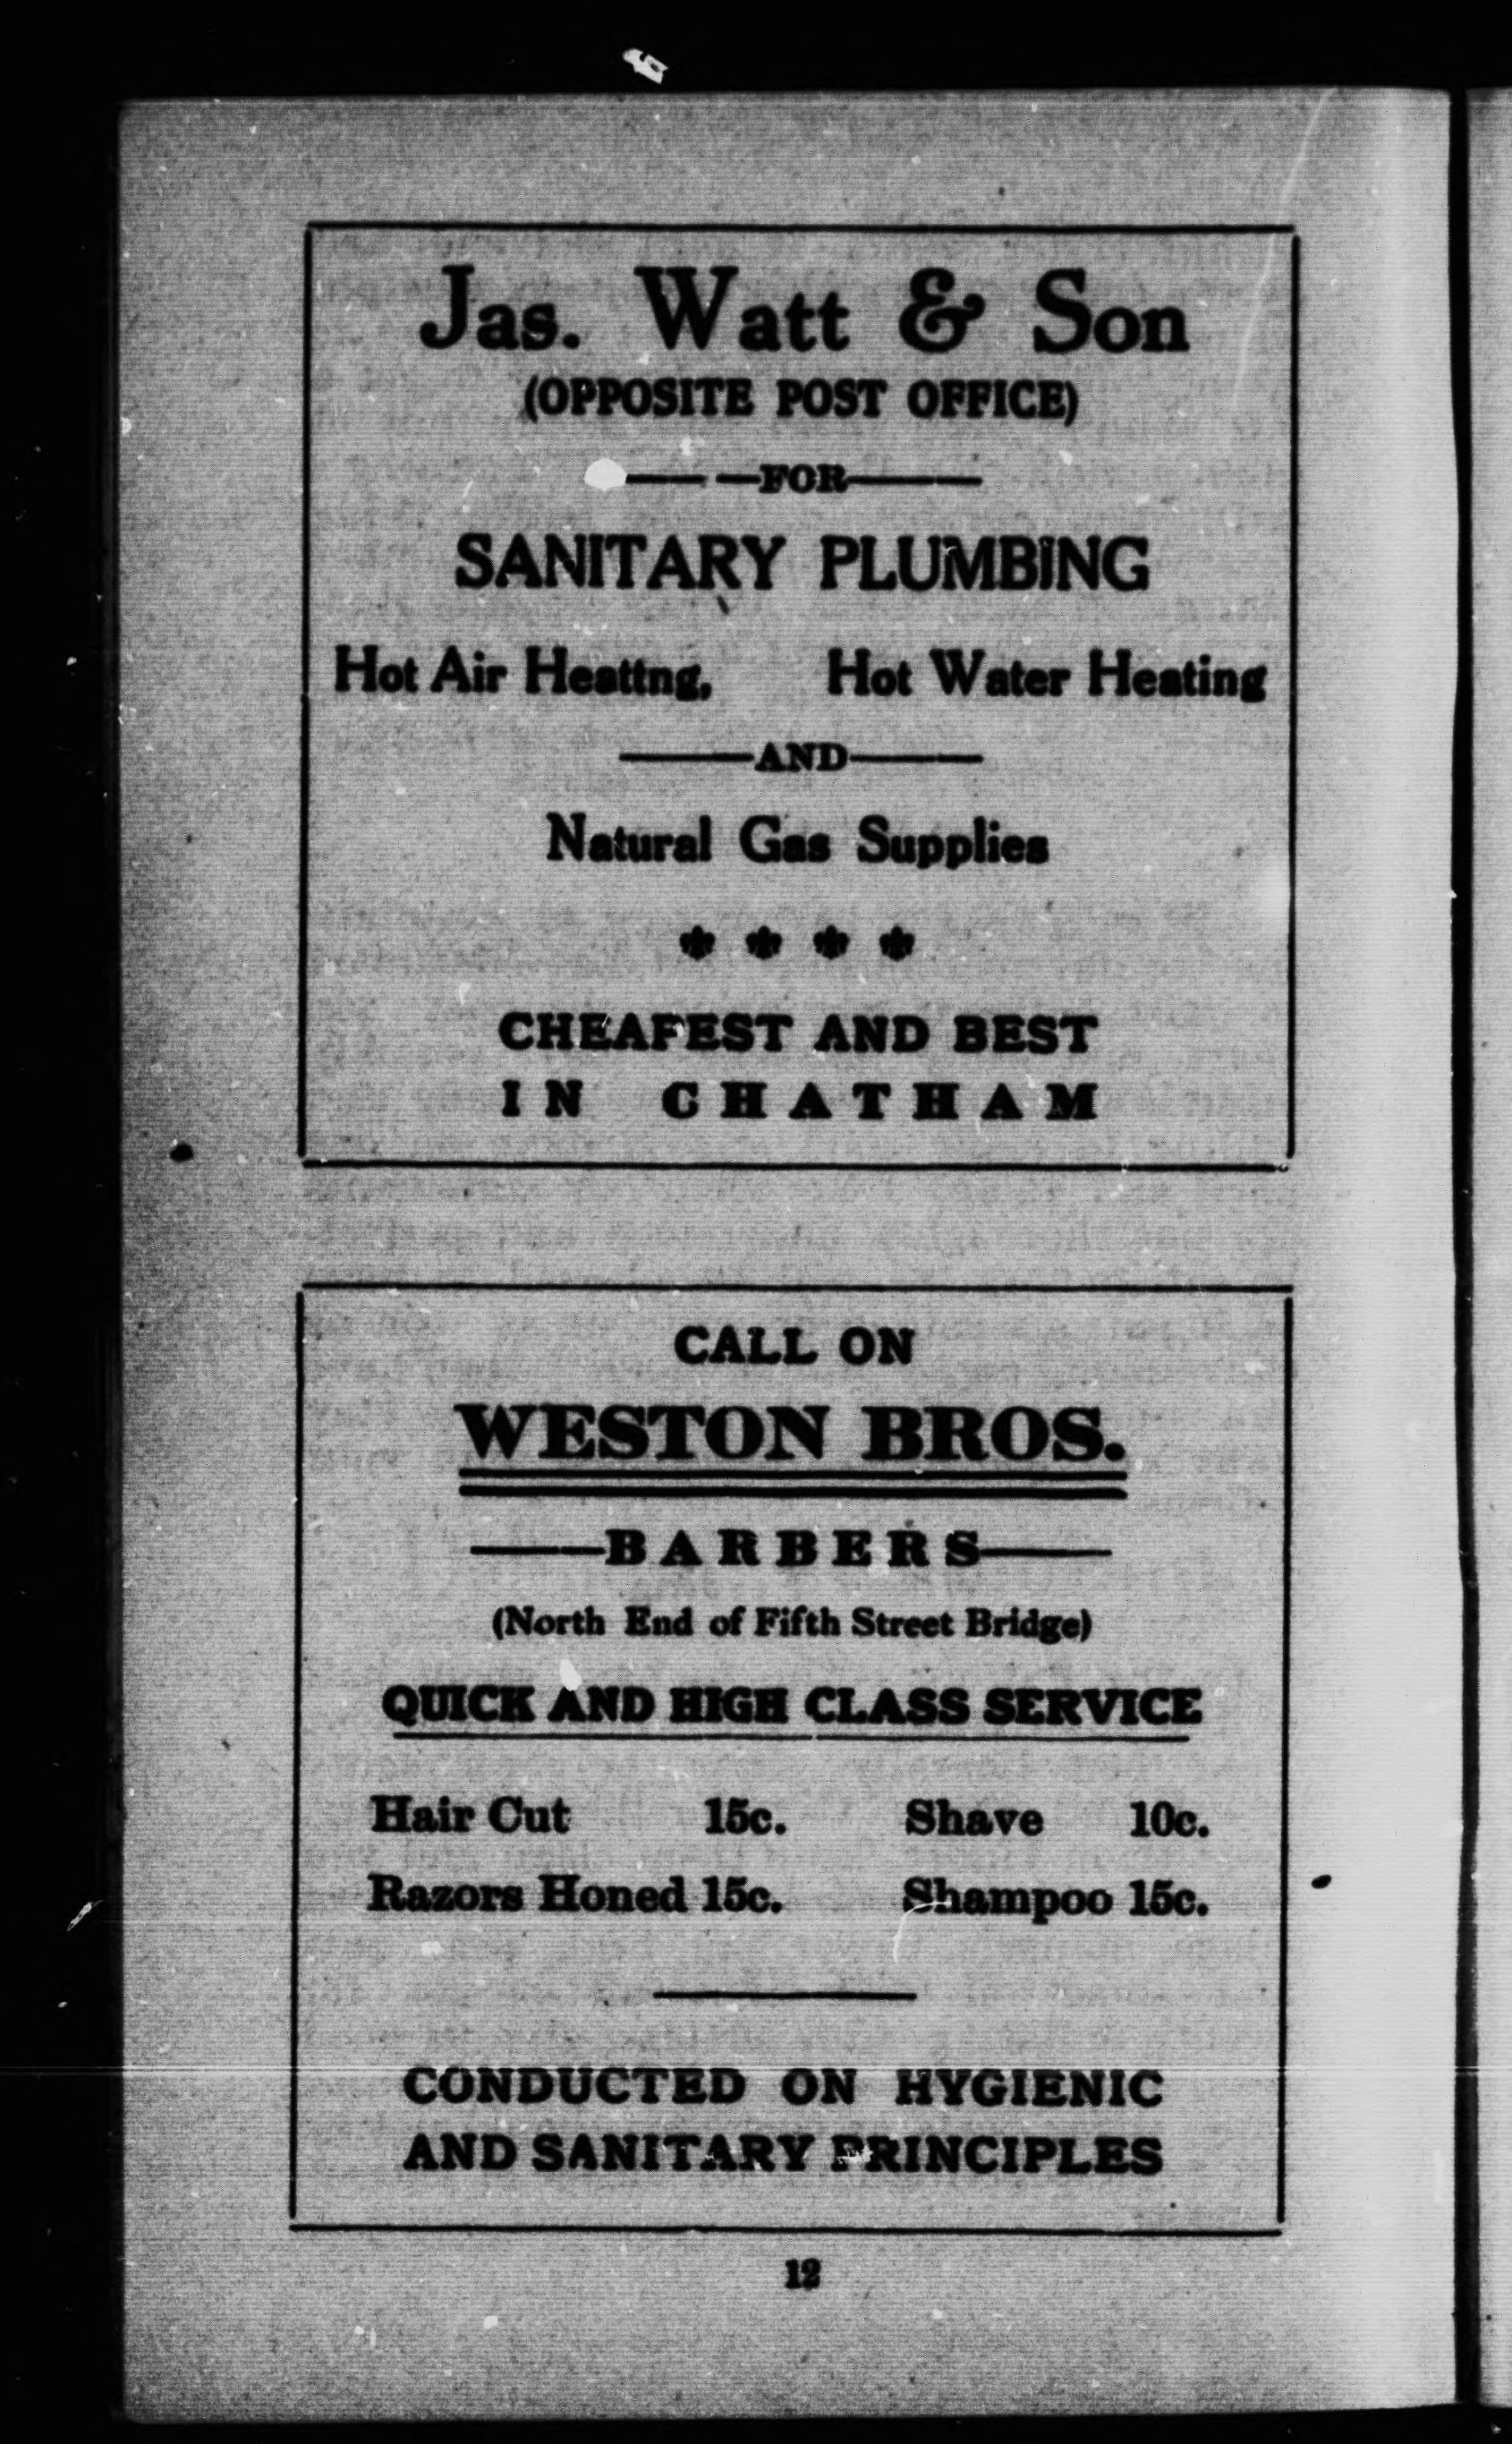 Jas. Watt & Son
(OPPOSITE POST OFFICE)
— —FOR——
SANITARY PLUMBING
Hot Air Heattng, Hot Water Heating
——AND——
Natural Gas Supplies
CHEAPEST AND BEST
IN CHATHAM
CALL ON
WESTON BROS.
——BARBERS——
(North End of Fifth Street Bridge)
QUICK AND HIGH CLASS SERVICE
Hair Cut 15c. Shave 10c.
Razors Honed 15c. Shampoo 15c.
CONDUCTED ON HYGIENIC
AND SANITARY PRINCIPLES
12